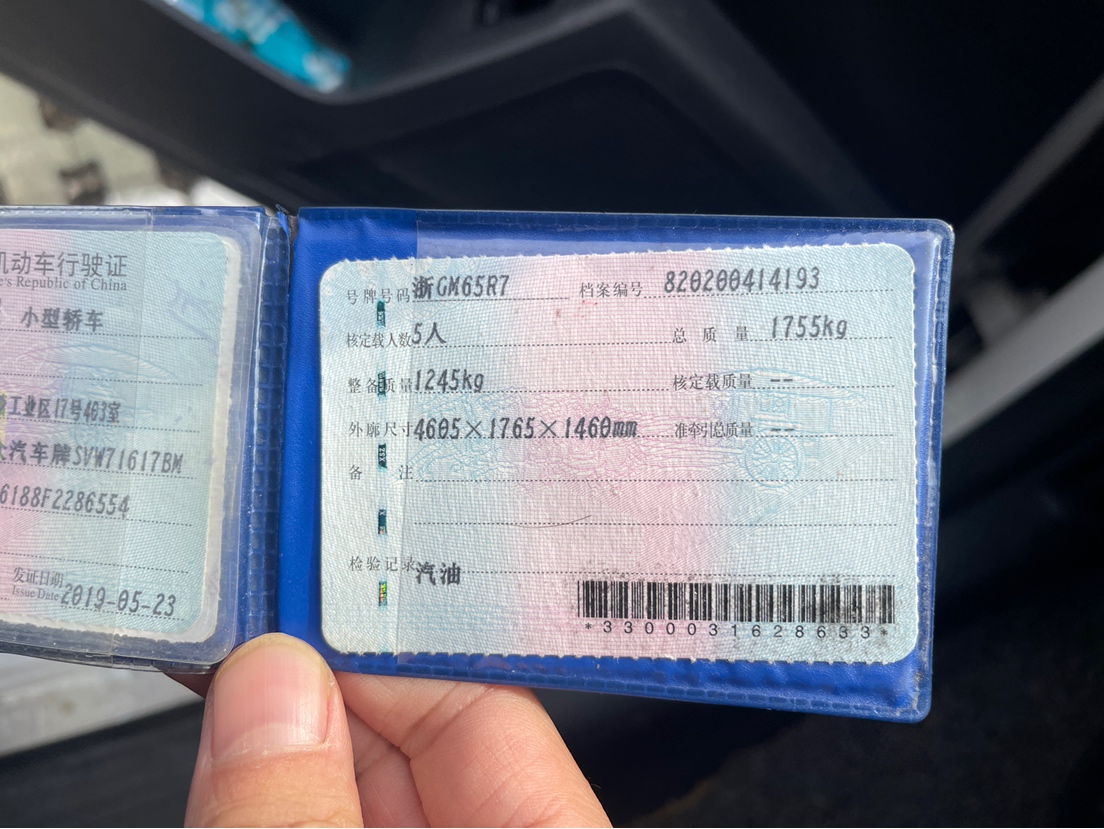 机动车行驶证
's Republic of China
小型轿车
工业区17号463室
汽车牌SVW71617BM
6188F2286554
发证日期
Issue Date 2019-05-23
号牌号码 浙GM65R7 档案编号 820200414193
核定载人数 5人 总质量 1755kg
整备质量 1245kg 核定载质量 --
外廓尺寸 4605×1765×1460mm 准牵引总质量 --
备注
检验记录 汽油
*3300031628633*